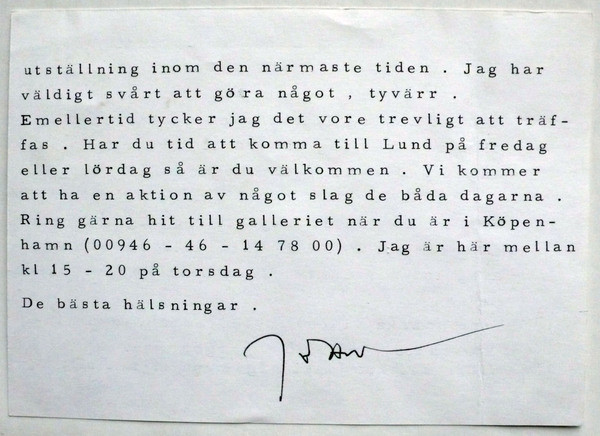 utställning inom den närmaste tiden . Jag har
väldigt svårt att göra något , tyvärr .
Emellertid tycker jag det vore trevligt att träf-
fas . Har du tid att komma till Lund på fredag
eller lördag så är du välkommen . Vi kommer
att ha en aktion av något slag de båda dagarna .
Ring gärna hit till galleriet när du är i Köpen-
hamn (00946 - 46 - 14 78 00) . Jag är här mellan
kl 15 - 20 på torsdag .
De bästa hälsningar .